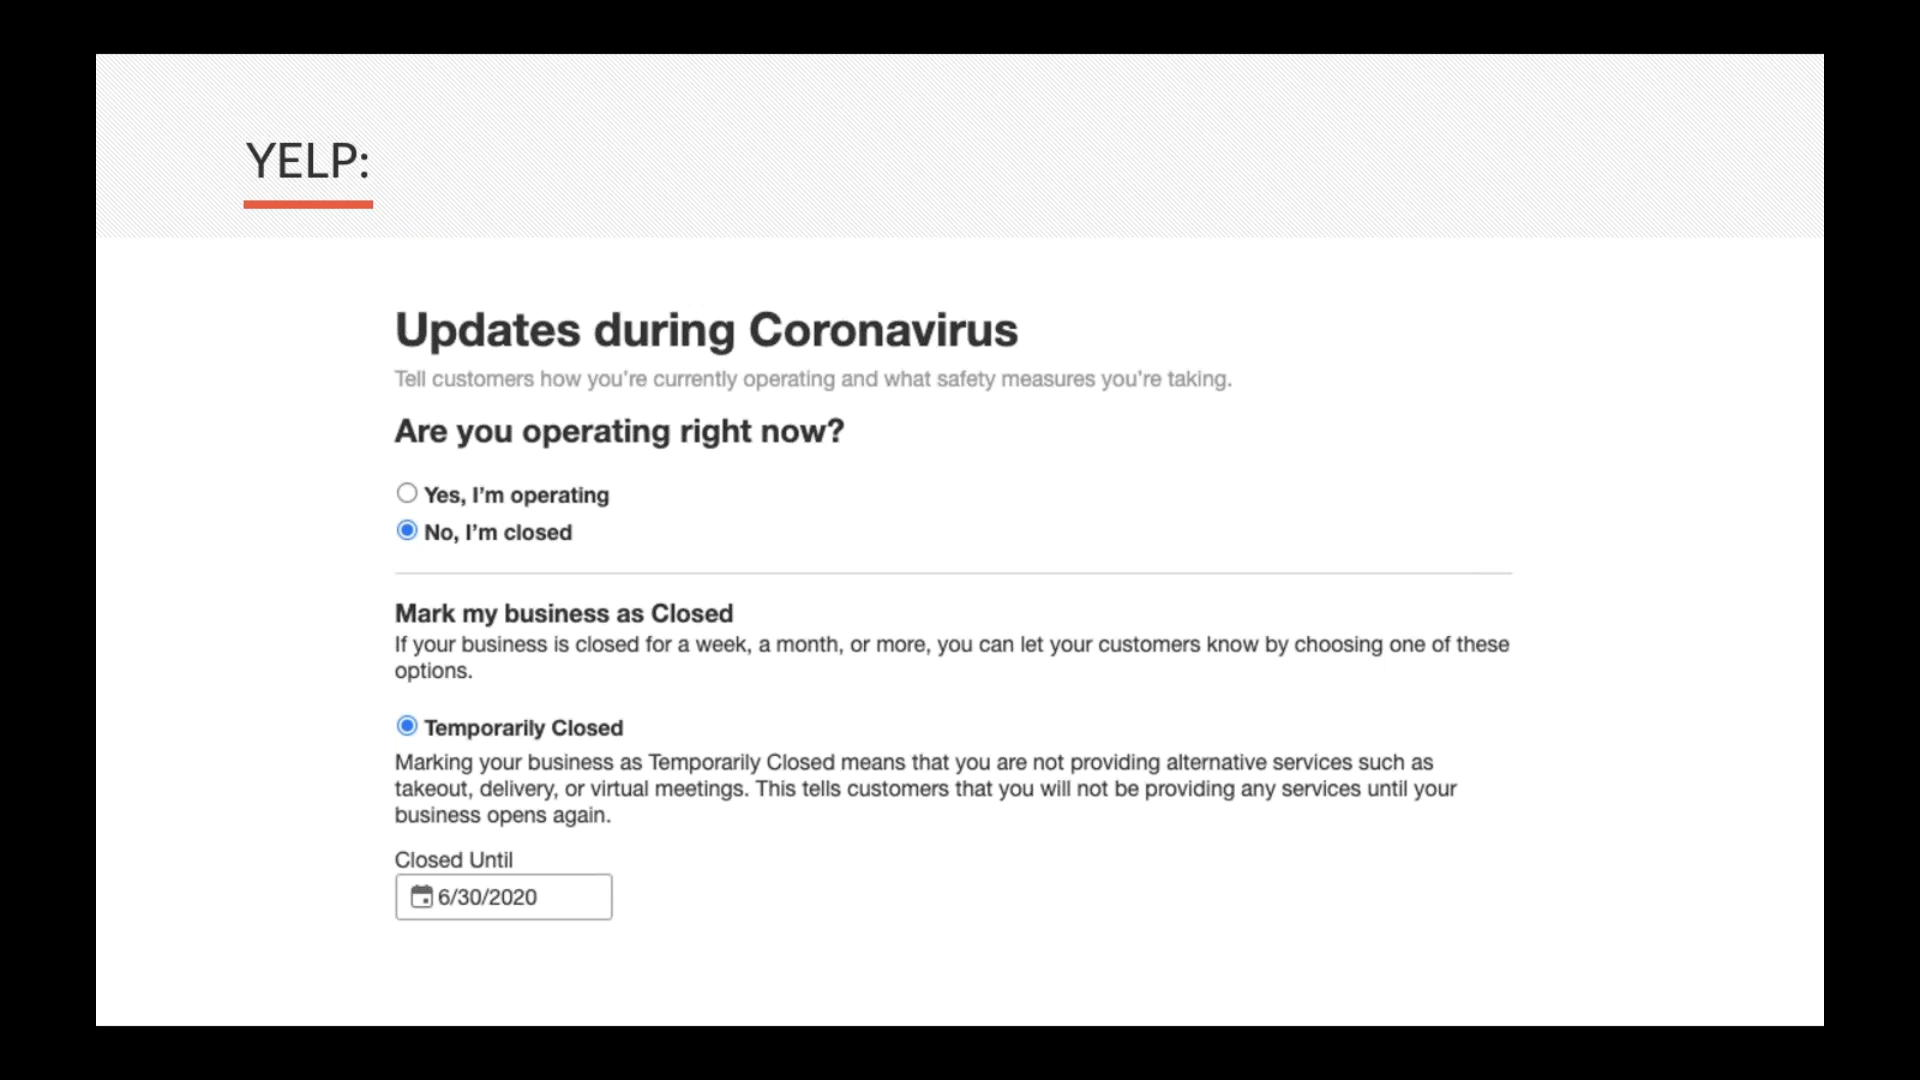 YELP:
Updates during Coronavirus
Tell customers how you're currently operating and what safety measures you're taking.
Are you operating right now?
Yes, I'm operating
No, I'm closed
Mark my business as Closed
If your business is closed for a week, a month, or more, you can let your customers know by choosing one of these
options.
Temporarily Closed
Marking your business as Temporarily Closed means that you are not providing alternative services such as
takeout, delivery, or virtual meetings. This tells customers that you will not be providing any services until your
business opens again.
Closed Until
6/30/2020